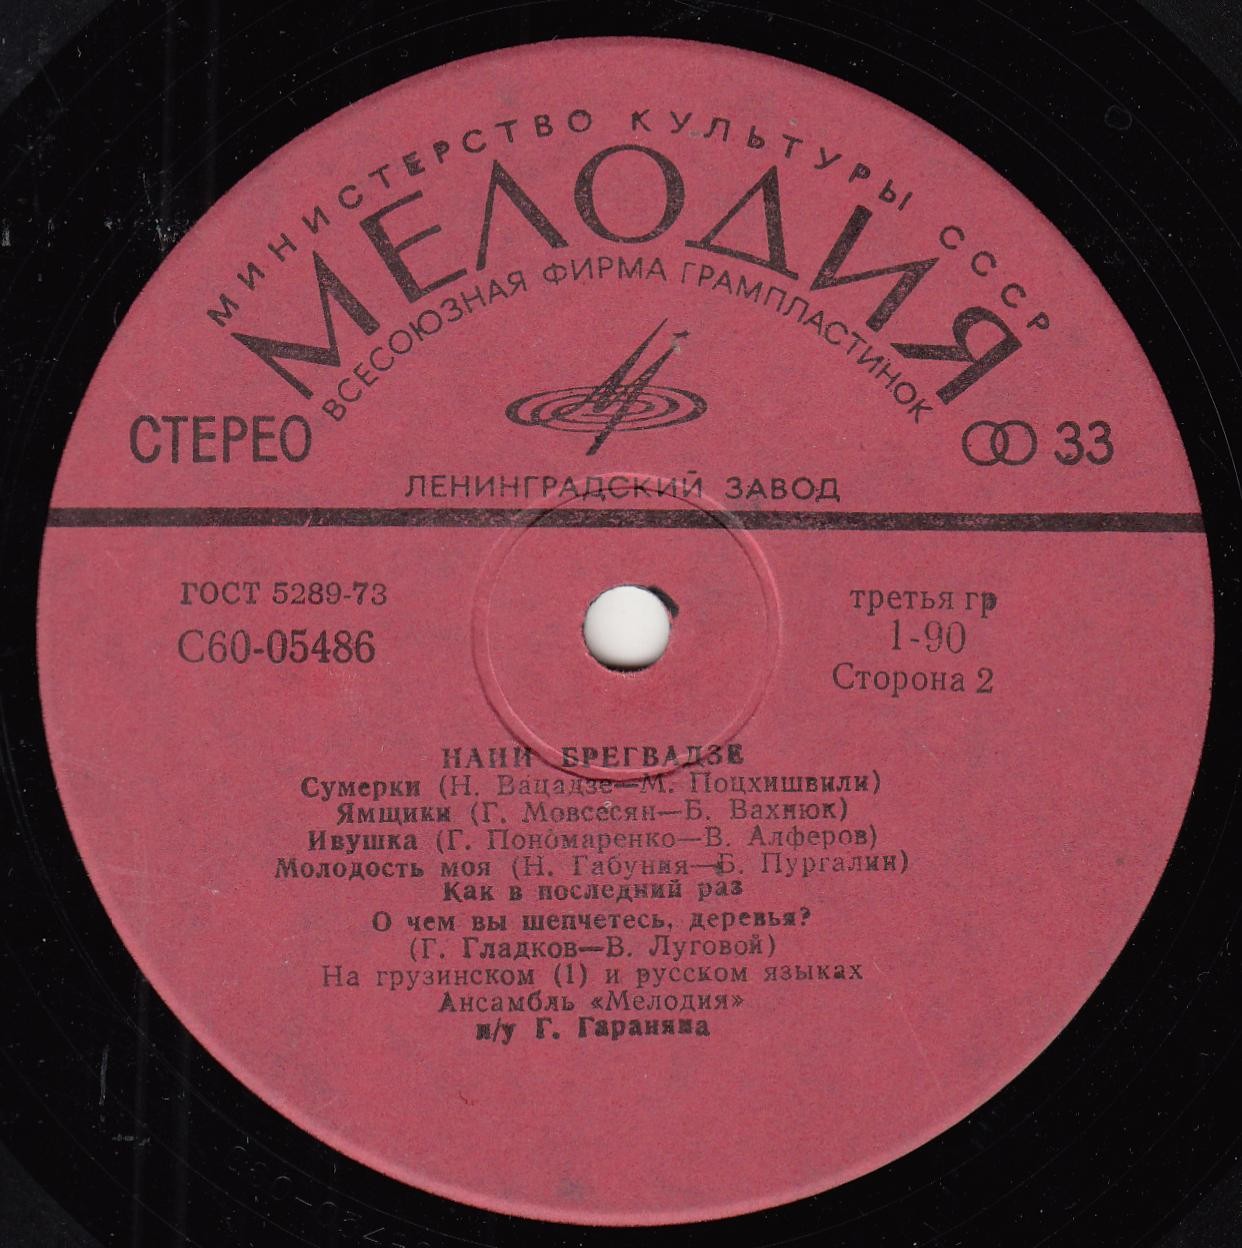 МИНИСТЕРСТВО КУЛЬТУРЫ СССР
МЕЛОДИЯ
ВСЕСОЮЗНАЯ ФИРМА ГРАМПЛАСТИНОК
СТЕРЕО
33
ЛЕНИНГРАДСКИЙ ЗАВОД
ГОСТ 5289-73
С60-05486
третья гр
1-90
Сторона 2
НАНИ БРЕГВАДЗЕ
Сумерки (Н. Вацадзе—М. Поцхишвили)
Ямщики (Г. Мовсесян—Б. Вахнюк)
Ивушка (Г. Пономаренко—В. Алферов)
Молодость моя (Н. Габуния—Б. Пургалин)
Как в последний раз
О чем вы шепчетесь, деревья?
(Г. Гладков—В. Луговой)
На грузинском (1) и русском языках
Ансамбль «Мелодия»
п/у Г. Гараняна